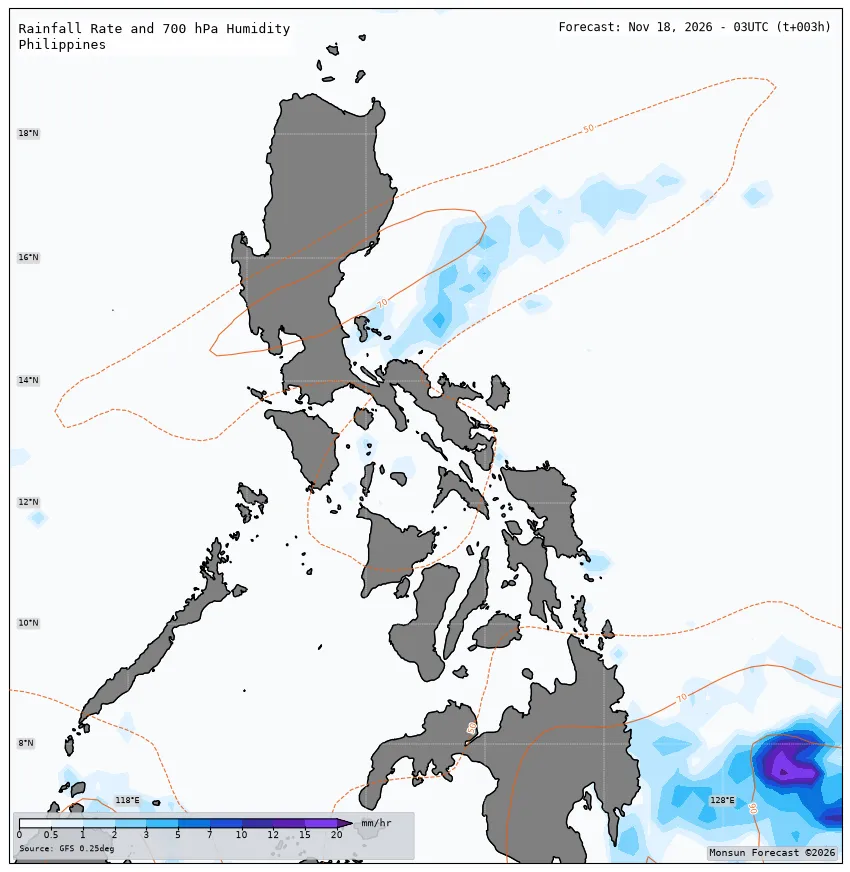 Rainfall Rate and 700 hPa Humidity
Philippines
Forecast: Nov 18, 2026 - 03UTC (t+003h)
50
18°N
16°N
70
14°N
12°N
10°N
70
50
8°N
118°E
128°E
90
0 0.5 1 2 3 5 7 10 12 15 20 mm/hr
Source: GFS 0.25deg
Monsun Forecast ©2026